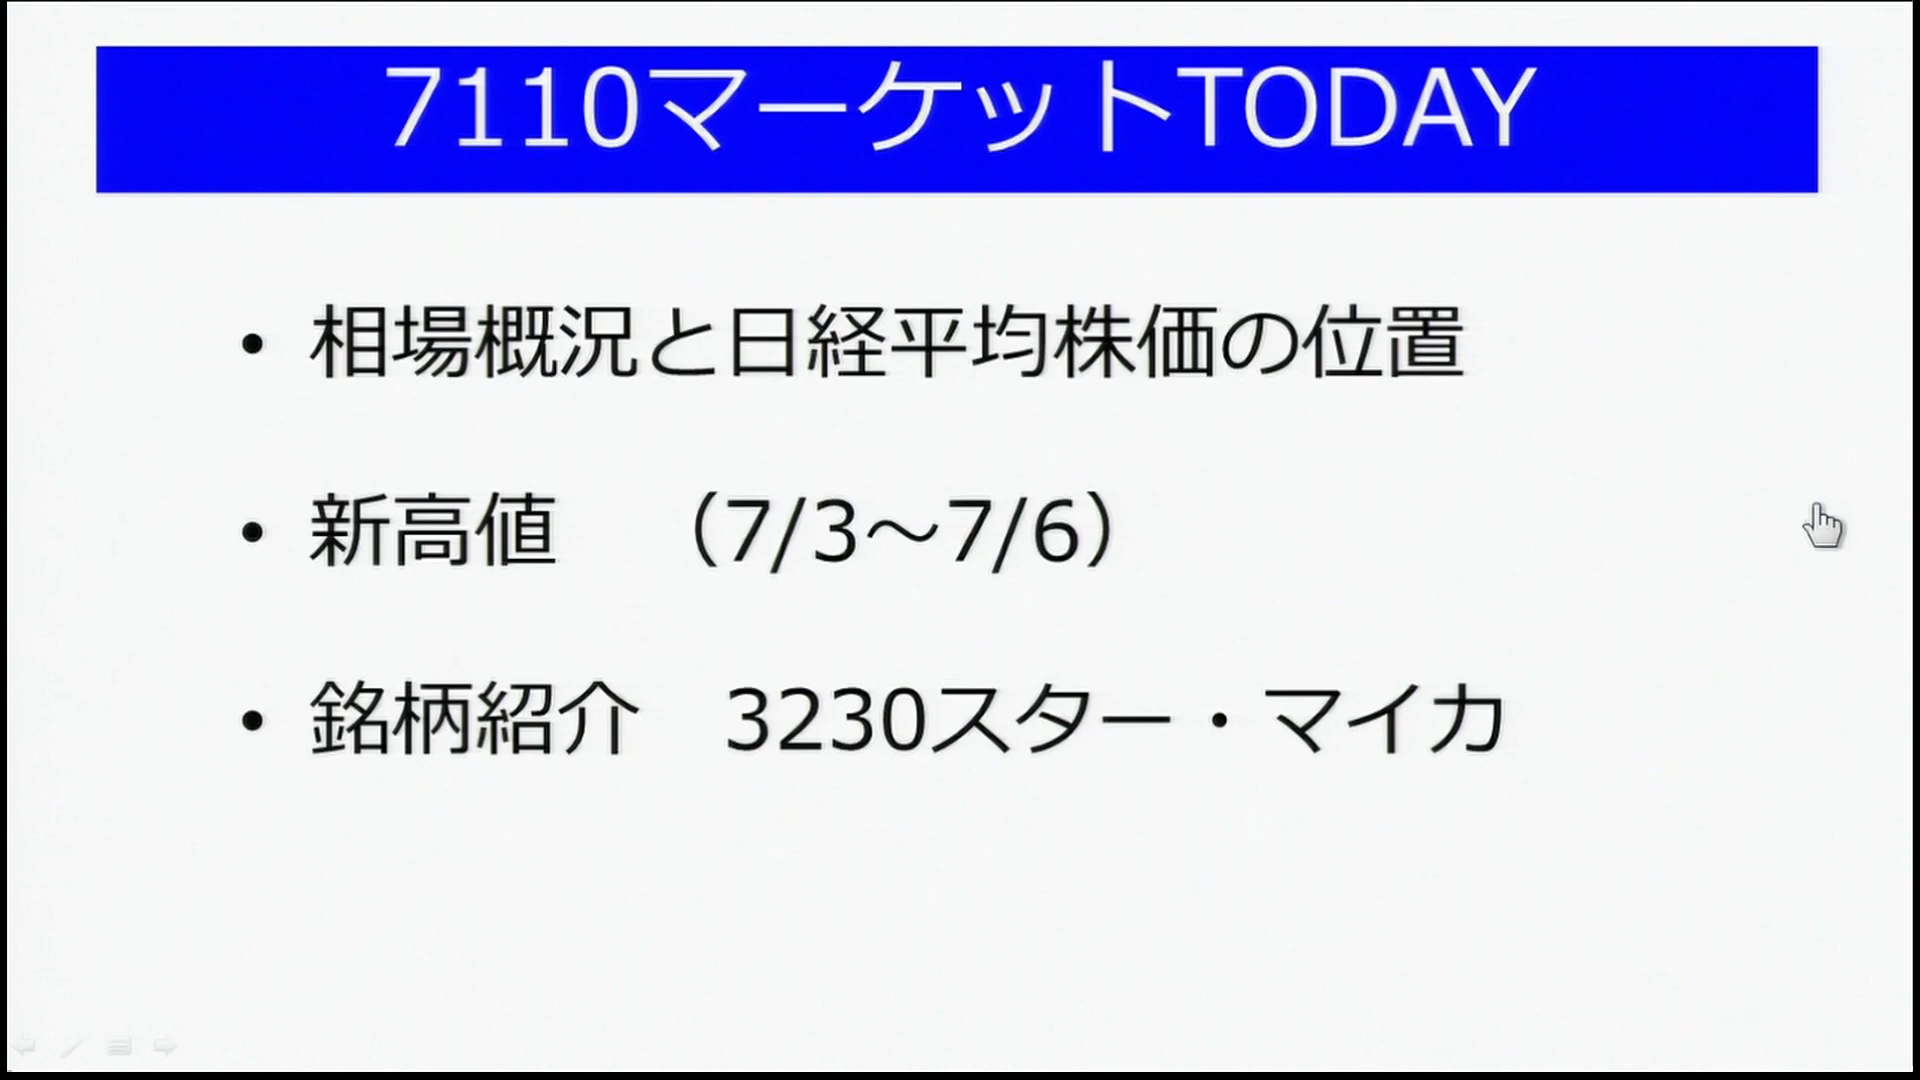 7110マーケットTODAY
• 相場概況と日経平均株価の位置
• 新高値　（7/3～7/6）
• 銘柄紹介　3230スター・マイカ